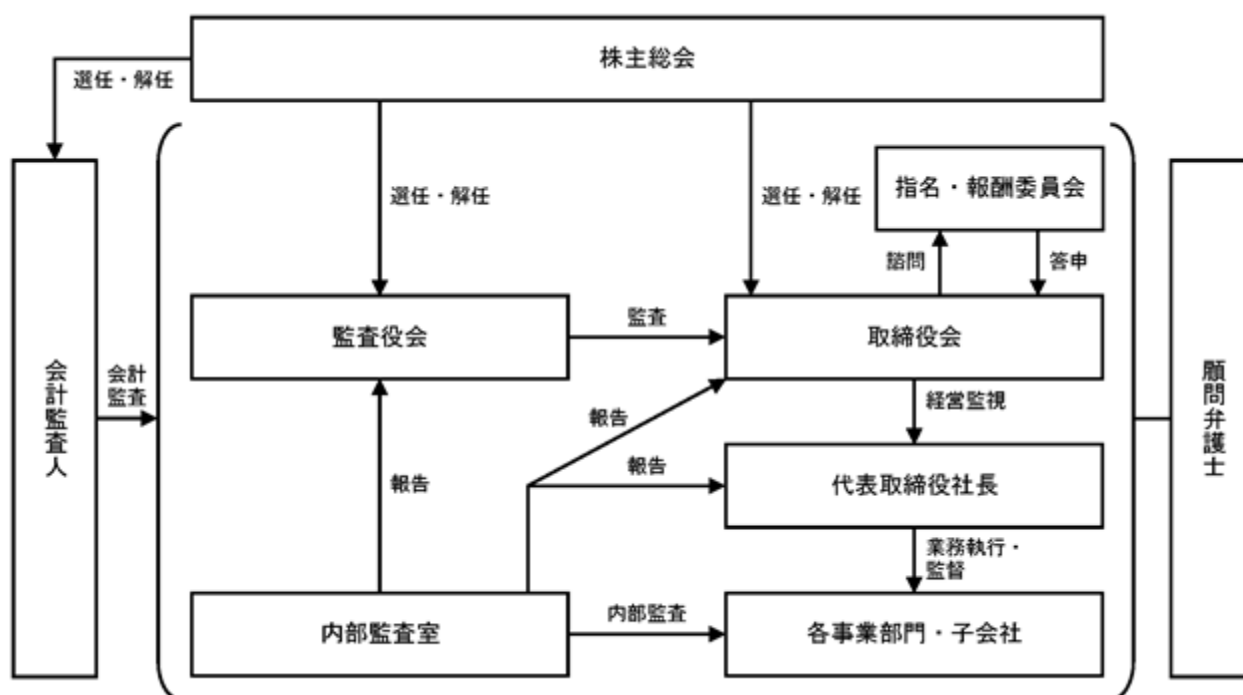 株主総会
選任・解任
選任・解任
選任・解任
指名・報酬委員会
諮問
答申
監査役会
監査
取締役会
会計監査人
会計
監査
顧問弁護士
経営監視
報告
報告
報告
代表取締役社長
業務執行・
監督
内部監査室
内部監査
各事業部門・子会社